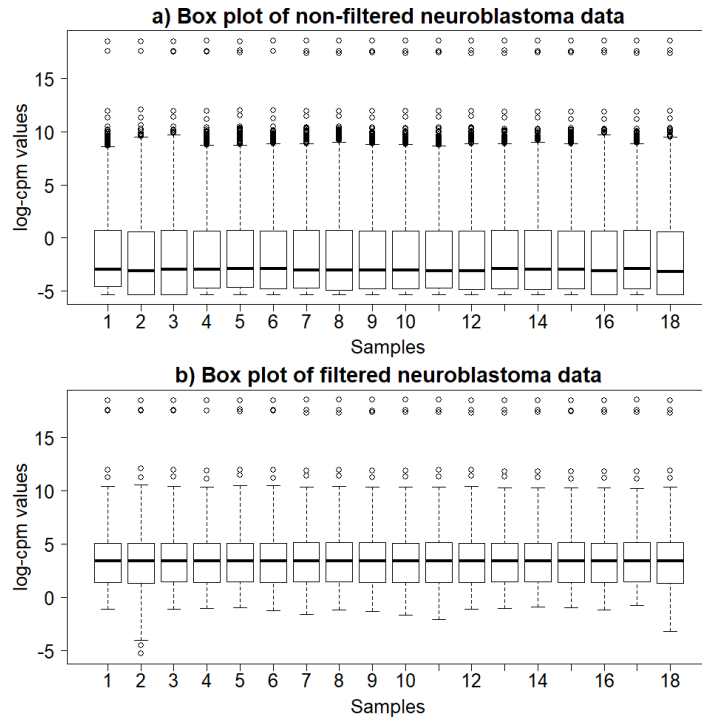 a) Box plot of non-filtered neuroblastoma data
log-cpm values
15
10
5
0
-5
1 2 3 4 5 6 7 8 9 10 12 14 16 18
Samples
b) Box plot of filtered neuroblastoma data
log-cpm values
15
10
5
0
-5
1 2 3 4 5 6 7 8 9 10 12 14 16 18
Samples